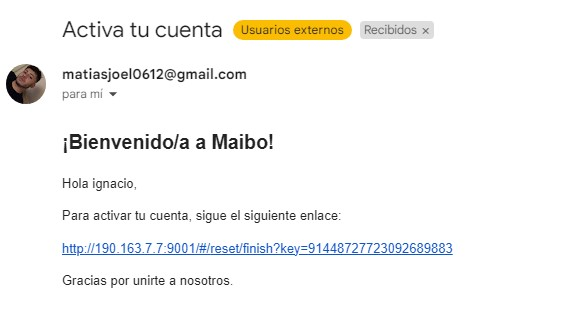 Activa tu cuenta Usuarios externos Recibidos ×
matiasjoel0612@gmail.com
para mí
¡Bienvenido/a a Maibo!
Hola ignacio,
Para activar tu cuenta, sigue el siguiente enlace:
http://190.163.7.7:9001/#/reset/finish?key=91448727723092689883
Gracias por unirte a nosotros.